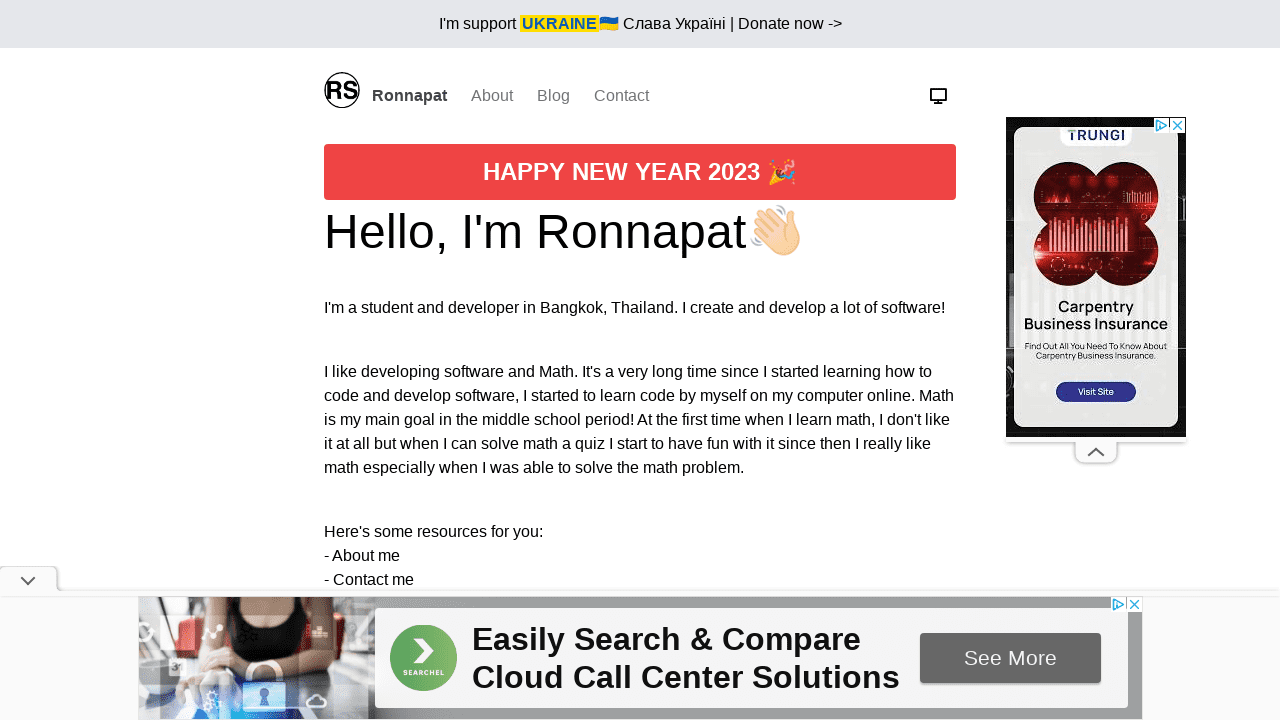 I'm support UKRAINE🇺🇦 Слава Україні | Donate now ->
RS
Ronnapat
About
Blog
Contact
HAPPY NEW YEAR 2023 🎉
Hello, I'm Ronnapat👋🏻
I'm a student and developer in Bangkok, Thailand. I create and develop a lot of software!
I like developing software and Math. It's a very long time since I started learning how to
code and develop software, I started to learn code by myself on my computer online. Math
is my main goal in the middle school period! At the first time when I learn math, I don't like
it at all but when I can solve math a quiz I start to have fun with it since then I really like
math especially when I was able to solve the math problem.
Here's some resources for you:
- About me
- Contact me
TRUNGI
Carpentry
Business Insurance
Find Out All You Need To Know About
Carpentry Business Insurance.
Visit Site
SEARCHEL
Easily Search & Compare
Cloud Call Center Solutions
See More